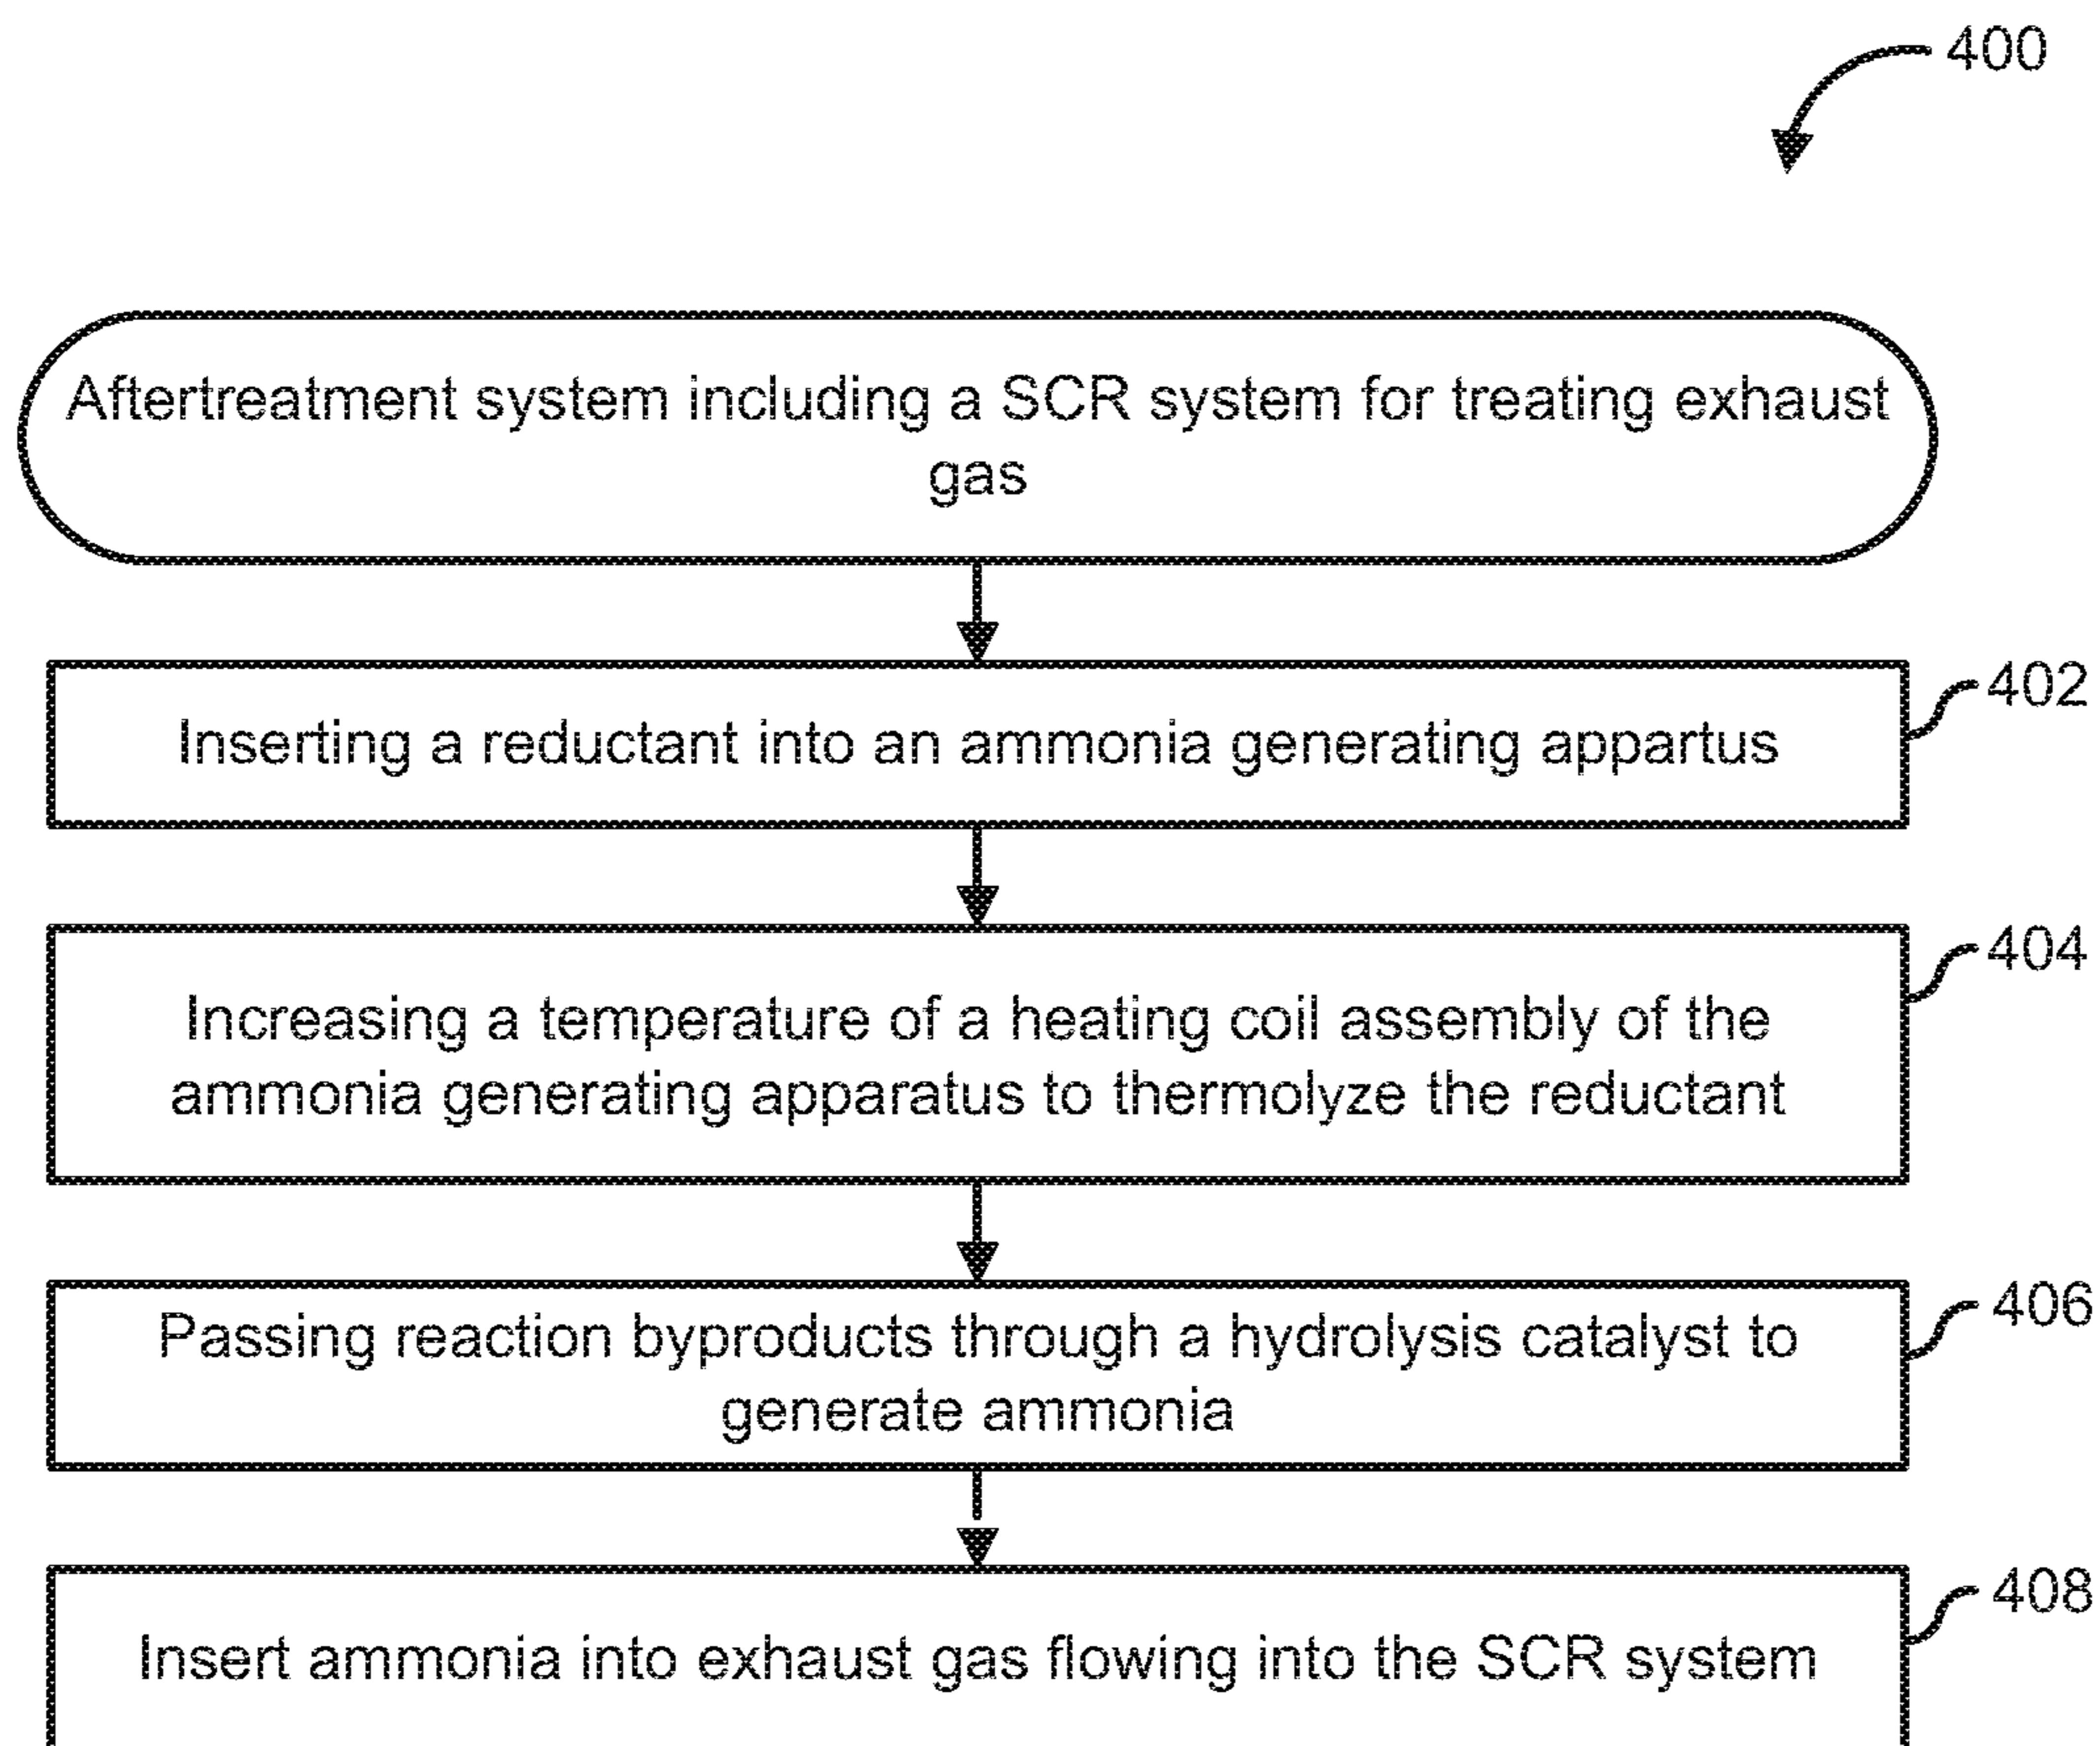 400
Aftertreatment system including a SCR system for treating exhaust
gas
402
Inserting a reductant into an ammonia generating appartus
404
Increasing a temperature of a heating coil assembly of the
ammonia generating apparatus to thermolyze the reductant
406
Passing reaction byproducts through a hydrolysis catalyst to
generate ammonia
408
Insert ammonia into exhaust gas flowing into the SCR system